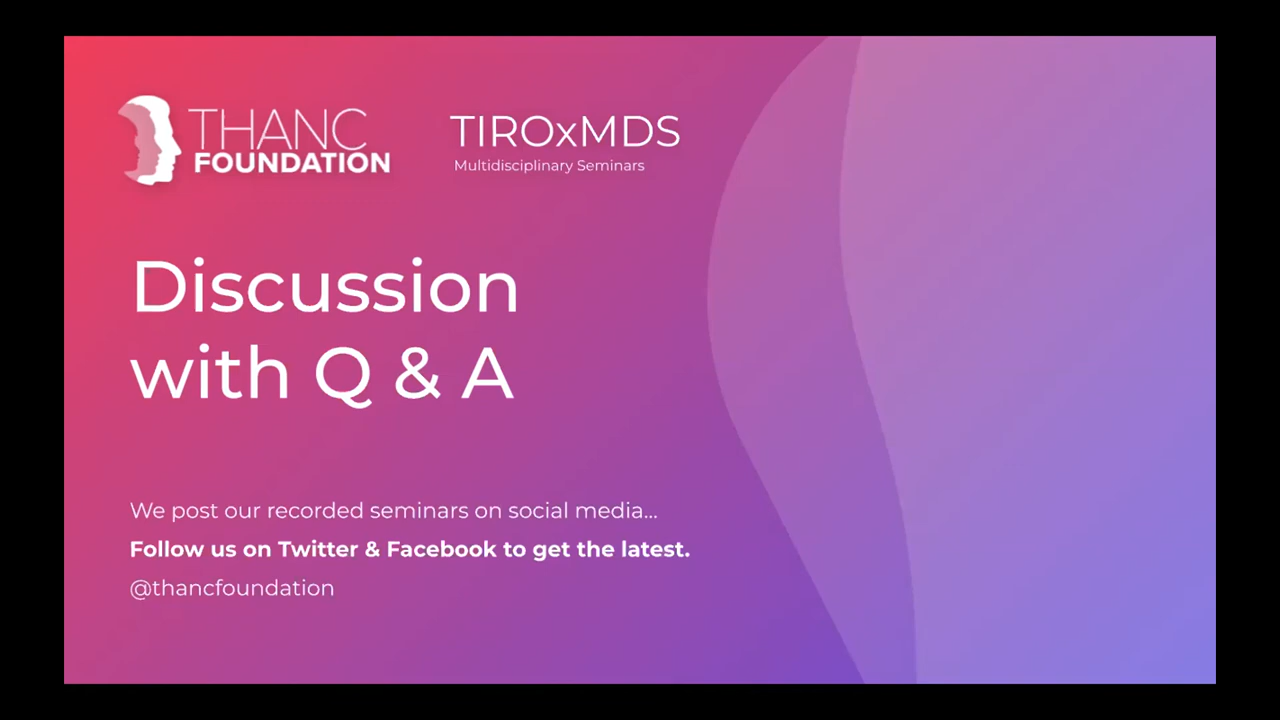 THANC
FOUNDATION
TIROxMDS
Multidisciplinary Seminars
Discussion
with Q & A
We post our recorded seminars on social media...
Follow us on Twitter & Facebook to get the latest.
@thancfoundation